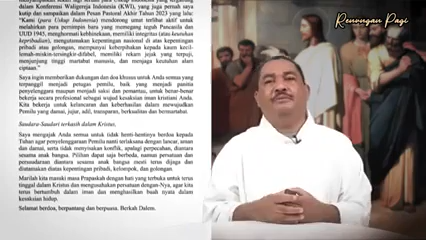 dalam Konferensi Waligereja Indonesia (KWI), yang juga pernah saya
kutip dan sampaikan dalam Pesan Pastoral Akhir Tahun 2023 yang lalu:
"Kami (para Uskup Indonesia) mendorong umat terlibat aktif untuk
melahirkan para pemimpin bara yang memegang teguh Pancasila dan
UUD 1945, menghormati kebhinekaan, memiliki integritas (atau keutuhan
kepribadian), mengutamakan kepentingan nasional di atas kepentingan
pribadi atau golongan, mempunyai keberpihakan kepada kaum kecil-
lemah-miskin-tersingkir-difabel, memiliki rekam jejak yang terpuji,
menjunjung tinggi martabat manusia, dan menjaga keutuhan alam
ciptaan."
Saya ingin memberikan dukungan dan doa khusus untuk Anda semua yang
terpanggil menjadi petugas pemilu, baik yang menjadi panitia
penyelenggara maupun menjadi saksi dan pemantau, untuk benar-benar
bekerja secara profesional sebagai wujud kesaksian iman kristiani Anda.
Kita bekerja untuk kelancaran dan keberhasilan dalam mewujudkan
Pemilu yang damai, jujur, adil, transparan, berkualitas dan bermartabat.
Saudara-Saudari terkasih dalam Kristus,
Saya mengajak Anda semua untuk tidak henti-hentinya berdoa kepada
Tuhan agar penyelenggaraan Pemilu nanti terlaksana dengan lancar, aman
dan damai, serta tidak menyisakan konflik, apalagi perpecahan, diantara
sesama anak bangsa. Pilihan dapat saja berbeda, namun persatuan dan
persaudaraan diantara sesama anak bangsa mesti terus dijaga dan
diutamakan diatas kepentingan pribadi, kelompok, dan golongan.
Marilah kita masuki masa Prapaskah dengan hati yang terbuka untuk terus
tinggal dalam Kristus dan mengusahakan persatuan dengan-Nya, agar kita
terus bertumbuh dalam iman dan menghasilkan buah nyata dalam
kesaksian hidup.
Selamat berdoa, berpantang dan berpuasa. Berkah Dalem.
Renungan Pagi